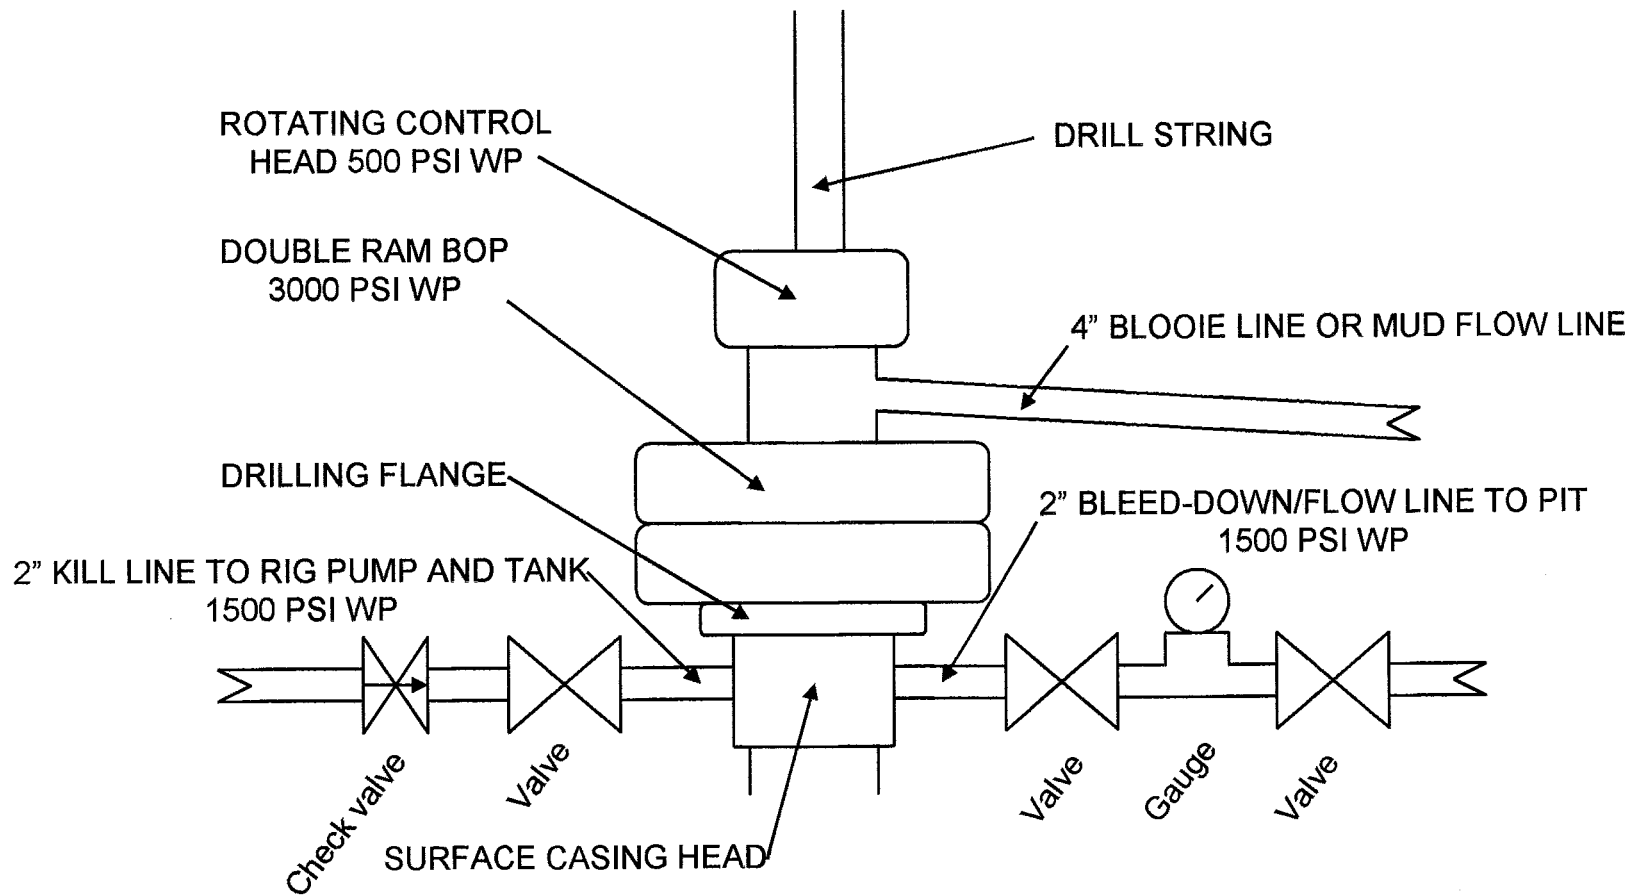 ROTATING CONTROL
HEAD 500 PSI WP
DRILL STRING
DOUBLE RAM BOP
3000 PSI WP
4” BLOOIE LINE OR MUD FLOW LINE
DRILLING FLANGE
2” BLEED-DOWN/FLOW LINE TO PIT
1500 PSI WP
2” KILL LINE TO RIG PUMP AND TANK
1500 PSI WP
Check valve
Valve
Valve
Gauge
Valve
SURFACE CASING HEAD